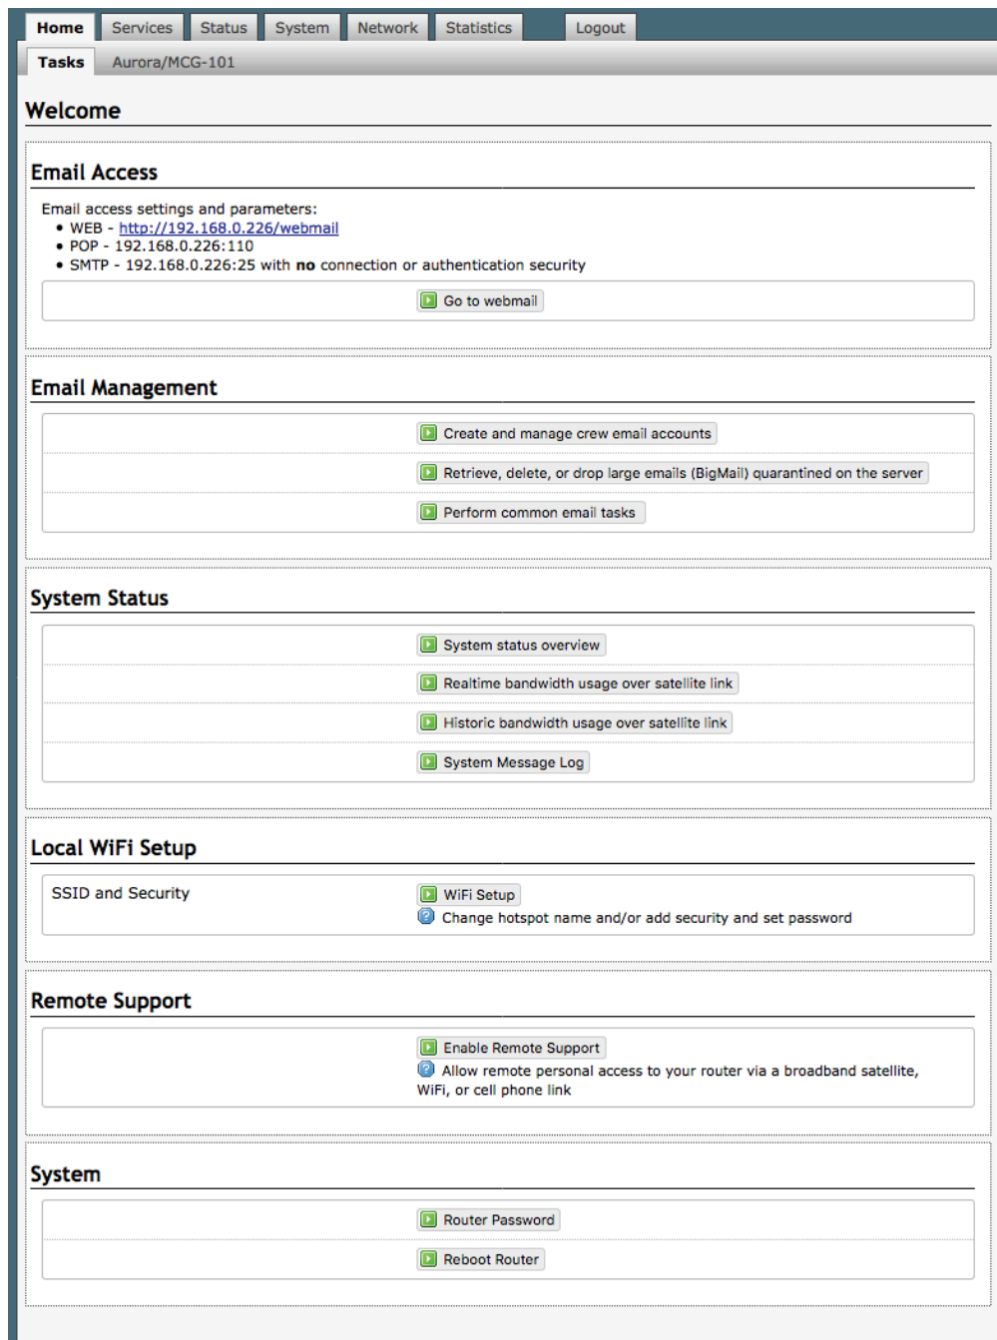 Home Services Status System Network Statistics Logout
Tasks Aurora/MCG-101
Welcome
Email Access
Email access settings and parameters:
• WEB - http://192.168.0.226/webmail
• POP - 192.168.0.226:110
• SMTP - 192.168.0.226:25 with no connection or authentication security
Go to webmail
Email Management
Create and manage crew email accounts
Retrieve, delete, or drop large emails (BigMail) quarantined on the server
Perform common email tasks
System Status
System status overview
Realtime bandwidth usage over satellite link
Historic bandwidth usage over satellite link
System Message Log
Local WiFi Setup
SSID and Security WiFi Setup
Change hotspot name and/or add security and set password
Remote Support
Enable Remote Support
Allow remote personal access to your router via a broadband satellite,
WiFi, or cell phone link
System
Router Password
Reboot Router